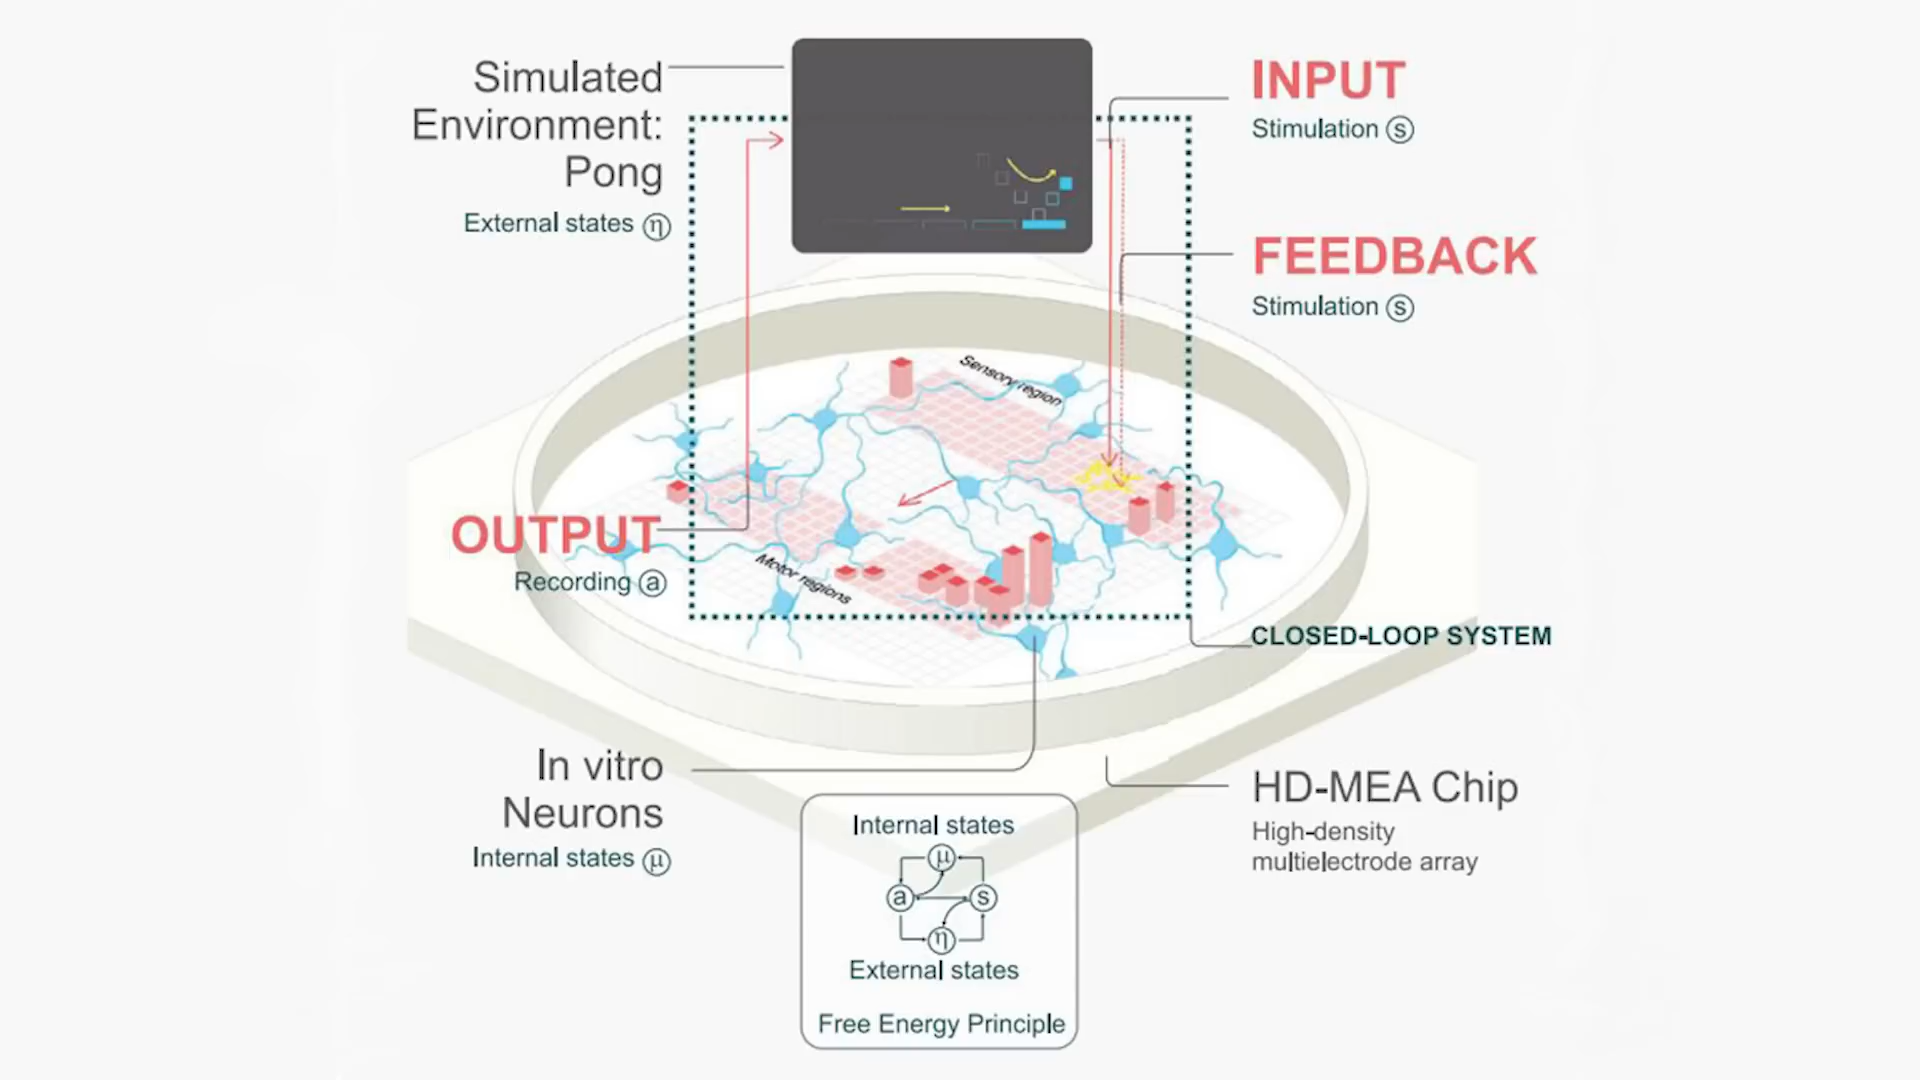 Simulated
Environment:
Pong
External states η
INPUT
Stimulation s
FEEDBACK
Stimulation s
Sensory region
OUTPUT
Recording a
Motor regions
CLOSED-LOOP SYSTEM
In vitro
Neurons
Internal states μ
HD-MEA Chip
High-density
multielectrode array
Internal states
μ
a s
η
External states
Free Energy Principle